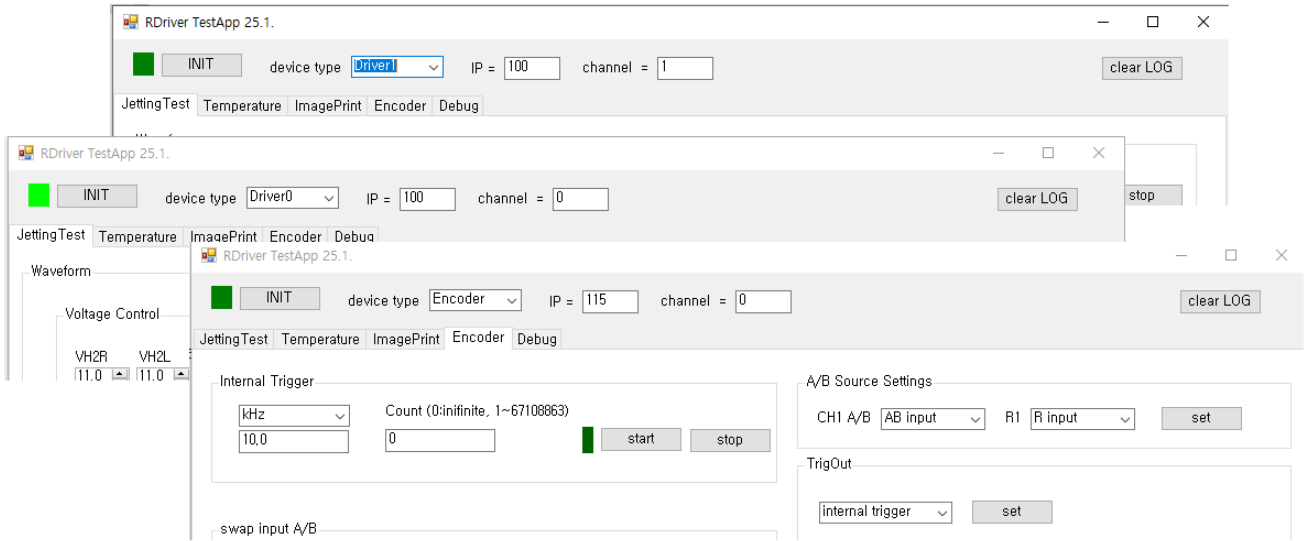 RDriver TestApp 25.1.
INIT device type Driver1 IP = 100 channel = 1 clear LOG
JettingTest Temperature ImagePrint Encoder Debug
stop
RDriver TestApp 25.1.
INIT device type Driver0 IP = 100 channel = 0 clear LOG
JettingTest Temperature ImagePrint Encoder Debug
Waveform
Voltage Control
VH2R VH2L
11.0 11.0
RDriver TestApp 25.1.
INIT device type Encoder IP = 115 channel = 0 clear LOG
JettingTest Temperature ImagePrint Encoder Debug
Internal Trigger
kHz Count (0:inifinite, 1~67108863)
10,0 0 start stop
swap input A/B
A/B Source Settings
CH1 A/B AB input R1 R input set
TrigOut
internal trigger set